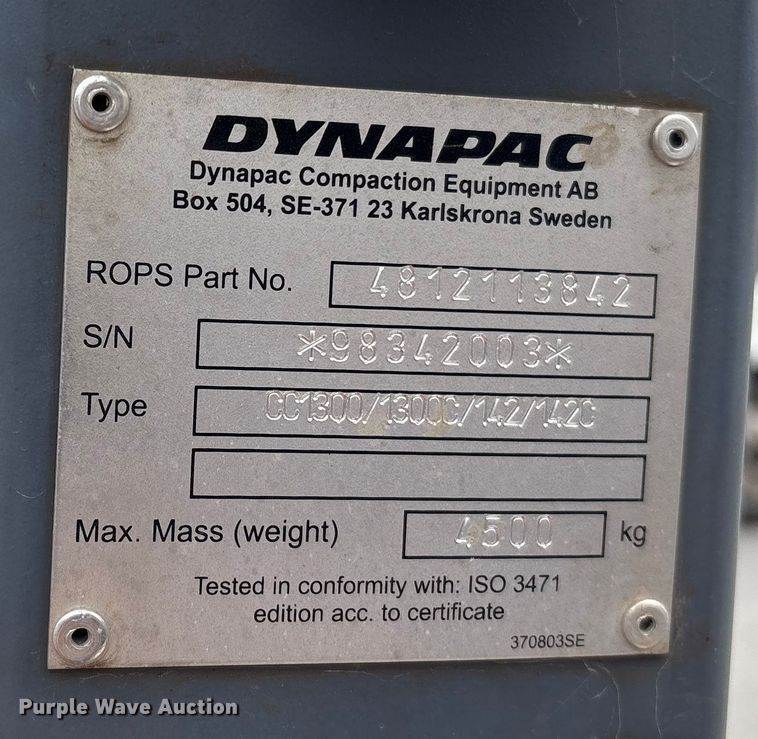 DYNAPAC
Dynapac Compaction Equipment AB
Box 504, SE-371 23 Karlskrona Sweden
ROPS Part No. 4812113842
S/N *98342003*
Type CC1300/1300C/142/142C
Max. Mass (weight) 4500 kg
Tested in conformity with: ISO 3471
edition acc. to certificate
370803SE
Purple Wave Auction